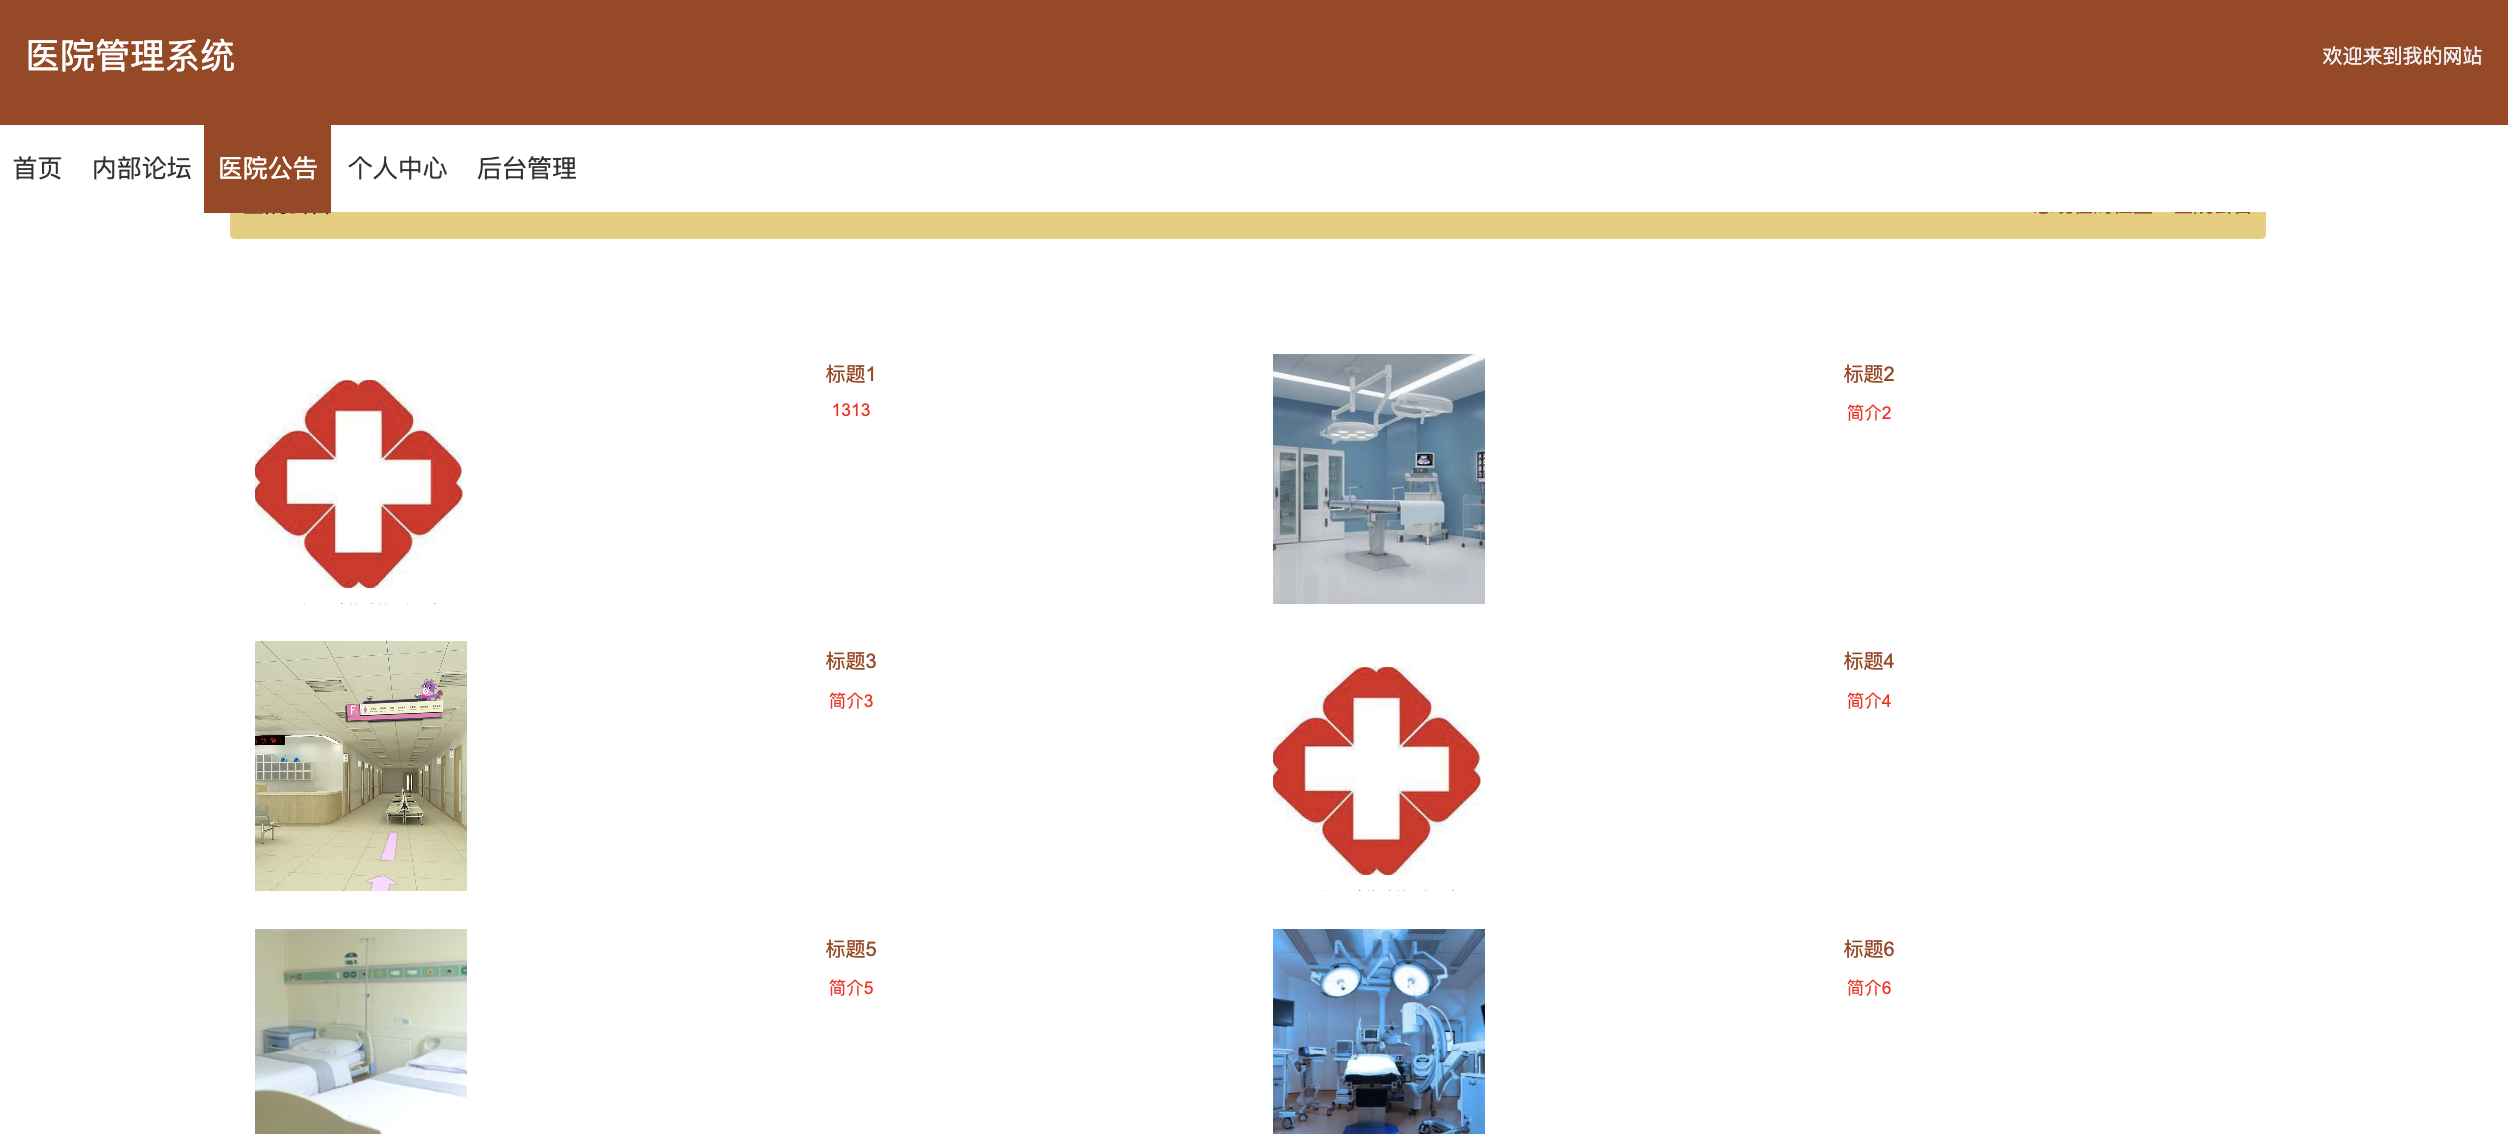 医院管理系统
欢迎来到我的网站
首页 内部论坛 医院公告 个人中心 后台管理
标题1
1313
标题2
简介2
标题3
简介3
标题4
简介4
标题5
简介5
标题6
简介6